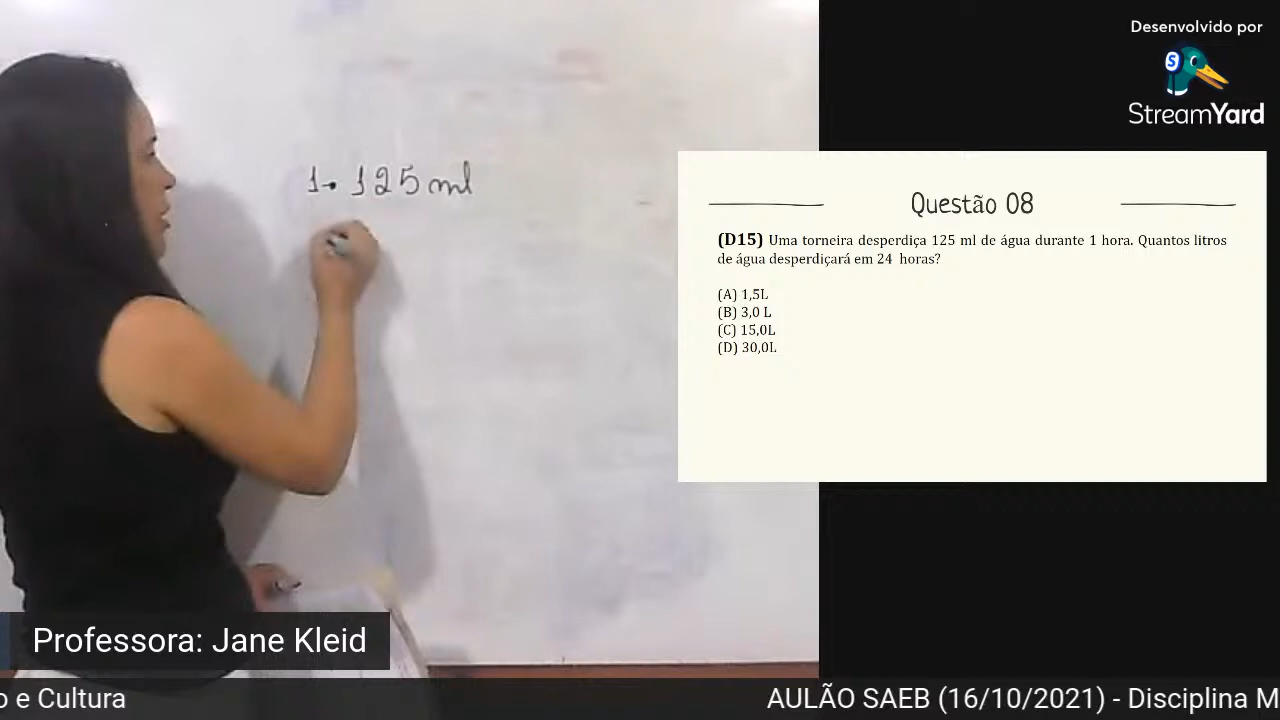 Desenvolvido por
StreamYard
1 - 125 ml
Questão 08
(D15) Uma torneira desperdiça 125 ml de água durante 1 hora. Quantos litros
de água desperdiçará em 24 horas?
(A) 1,5L
(B) 3,0 L
(C) 15,0L
(D) 30,0L
Professora: Jane Kleid
o e Cultura
AULÃO SAEB (16/10/2021) - Disciplina M